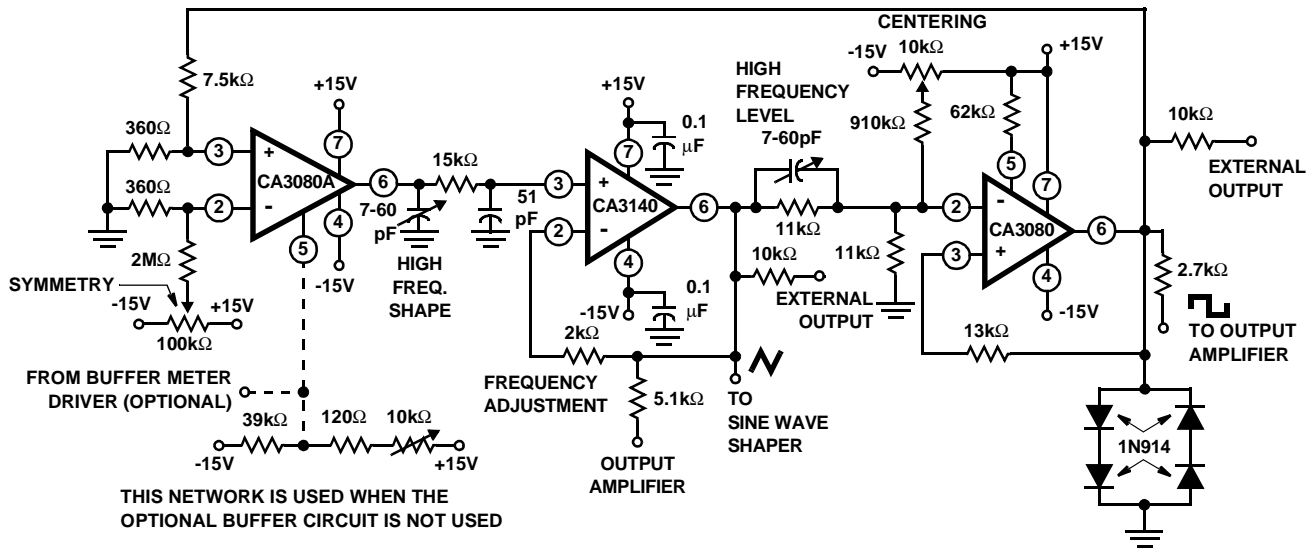 CENTERING
-15V
10kΩ
+15V
7.5kΩ
+15V
HIGH
FREQUENCY
LEVEL
7-60pF
910kΩ
62kΩ
10kΩ
EXTERNAL
OUTPUT
360Ω
3
+
7
CA3080A
6
15kΩ
360Ω
2
-
4
5
-15V
7-60
pF
HIGH
FREQ.
SHAPE
51
pF
+15V
0.1
µF
7
3
+
CA3140
6
2
-
4
-15V
0.1
µF
11kΩ
11kΩ
10kΩ
EXTERNAL
OUTPUT
5
7
2
-
CA3080
6
3
+
4
-15V
2.7kΩ
TO OUTPUT
AMPLIFIER
13kΩ
1N914
2MΩ
SYMMETRY
-15V
+15V
100kΩ
FROM BUFFER METER
DRIVER (OPTIONAL)
39kΩ
120Ω
10kΩ
-15V
+15V
THIS NETWORK IS USED WHEN THE
OPTIONAL BUFFER CIRCUIT IS NOT USED
2kΩ
FREQUENCY
ADJUSTMENT
5.1kΩ
OUTPUT
AMPLIFIER
TO
SINE WAVE
SHAPER